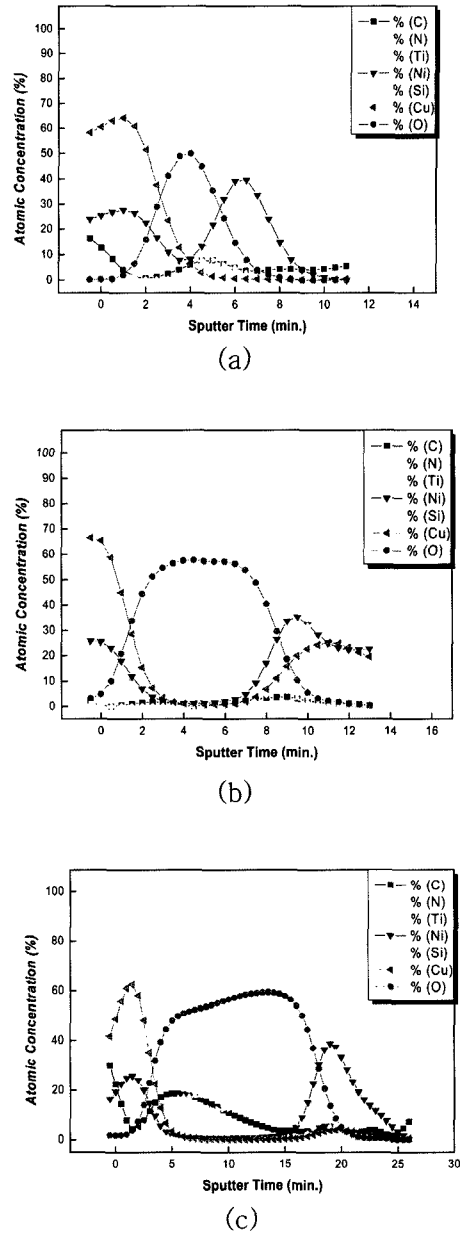 % (C)
% (N)
% (Ti)
% (Ni)
% (Si)
% (Cu)
% (O)
100
90
80
70
60
50
40
30
20
10
0
Atomic Concentration (%)
0 2 4 6 8 10 12 14
Sputter Time (min.)
(a)
% (C)
% (N)
% (Ti)
% (Ni)
% (Si)
% (Cu)
% (O)
100
90
80
70
60
50
40
30
20
10
0
Atomic Concentration (%)
0 2 4 6 8 10 12 14 16
Sputter Time (min.)
(b)
% (C)
% (N)
% (Ti)
% (Ni)
% (Si)
% (Cu)
% (O)
100
80
60
40
20
0
Atomic Concentration (%)
0 5 10 15 20 25 30
Sputter Time (min.)
(c)